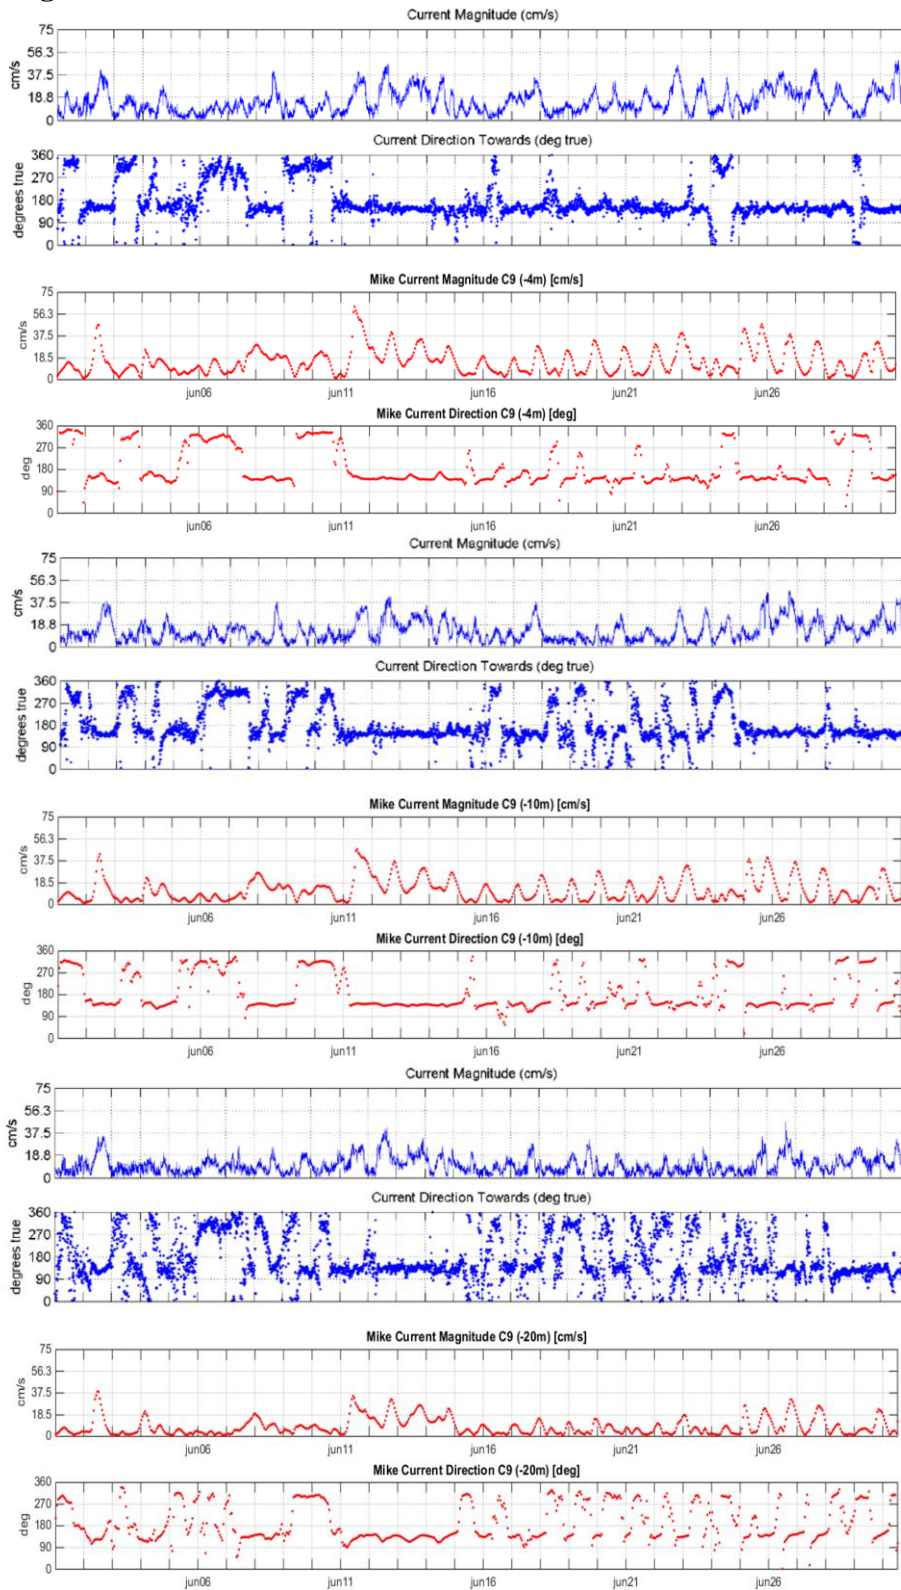 Current Magnitude (cm/s)
75
56.3
37.5
18.8
0
cm/s
Current Direction Towards (deg true)
360
270
180
90
0
degrees true
Mike Current Magnitude C9 (-4m) [cm/s]
75
56.3
37.5
18.5
0
cm/s
jun06 jun11 jun16 jun21 jun26
Mike Current Direction C9 (-4m) [deg]
360
270
180
90
0
deg
jun06 jun11 jun16 jun21 jun26
Current Magnitude (cm/s)
75
56.3
37.5
18.8
0
cm/s
Current Direction Towards (deg true)
360
270
180
90
0
degrees true
Mike Current Magnitude C9 (-10m) [cm/s]
75
56.3
37.5
18.5
0
cm/s
jun06 jun11 jun16 jun21 jun26
Mike Current Direction C9 (-10m) [deg]
360
270
180
90
0
deg
jun06 jun11 jun16 jun21 jun26
Current Magnitude (cm/s)
75
56.3
37.5
18.8
0
cm/s
Current Direction Towards (deg true)
360
270
180
90
0
degrees true
Mike Current Magnitude C9 (-20m) [cm/s]
75
56.3
37.5
18.5
0
cm/s
jun06 jun11 jun16 jun21 jun26
Mike Current Direction C9 (-20m) [deg]
360
270
180
90
0
deg
jun06 jun11 jun16 jun21 jun26